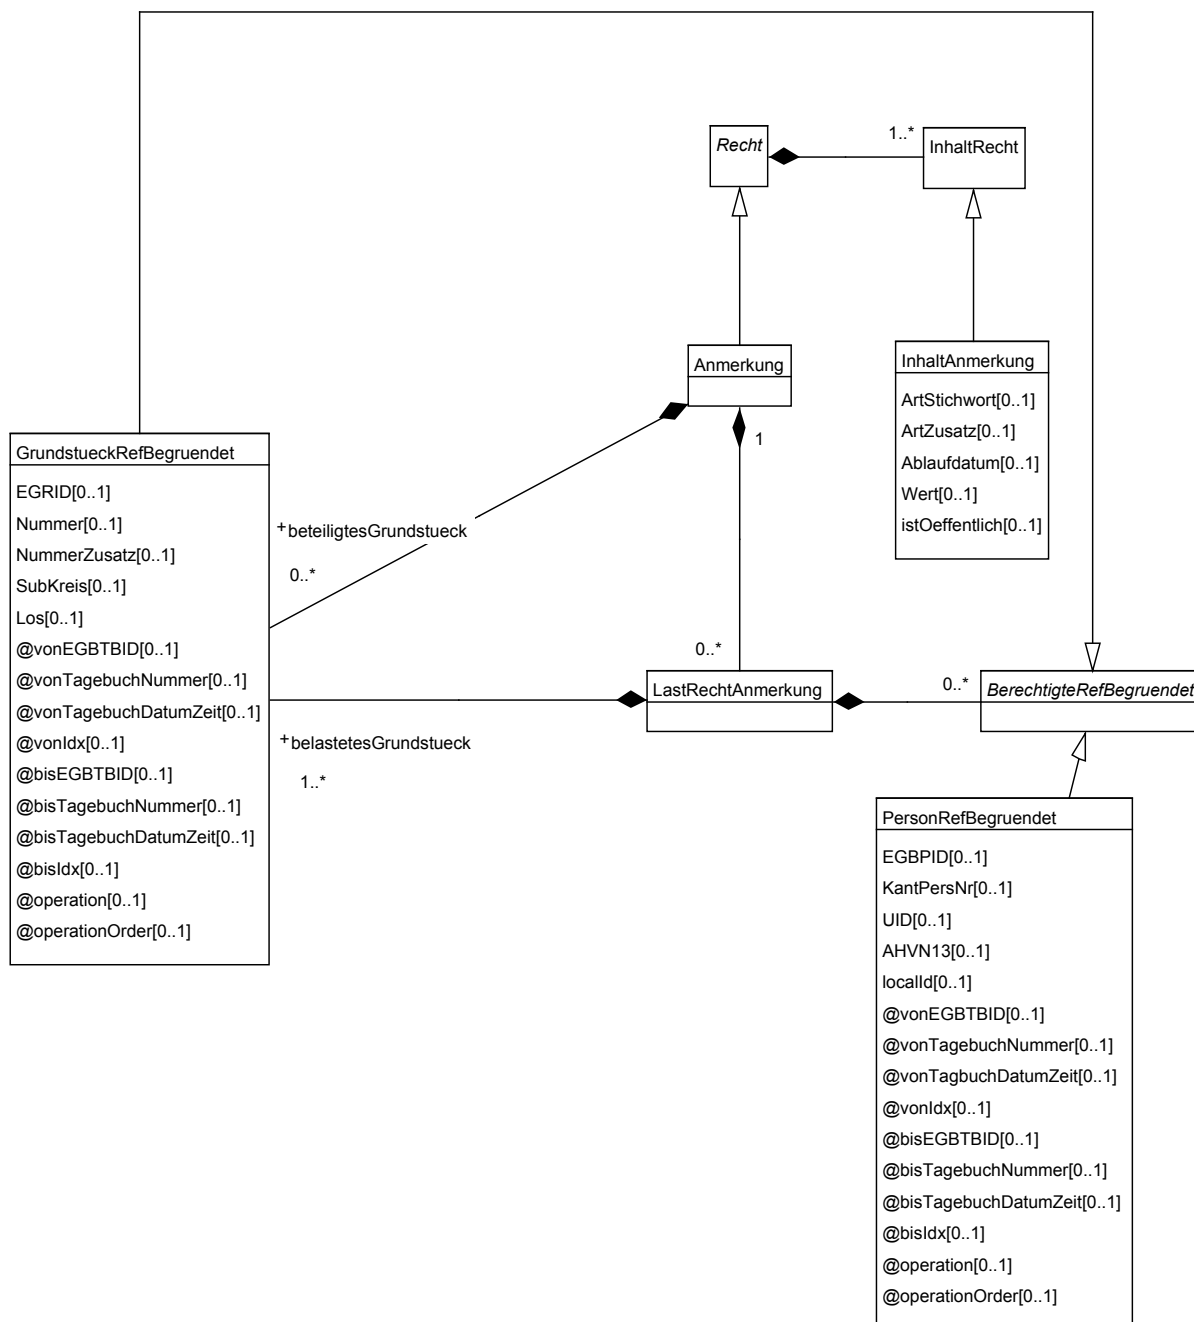 Recht
1..*
InhaltRecht
Anmerkung
1
InhaltAnmerkung
ArtStichwort[0..1]
ArtZusatz[0..1]
Ablaufdatum[0..1]
Wert[0..1]
istOeffentlich[0..1]
GrundstueckRefBegruendet
EGRID[0..1]
Nummer[0..1]
NummerZusatz[0..1]
SubKreis[0..1]
Los[0..1]
@vonEGBTBID[0..1]
@vonTagebuchNummer[0..1]
@vonTagebuchDatumZeit[0..1]
@vonIdx[0..1]
@bisEGBTBID[0..1]
@bisTagebuchNummer[0..1]
@bisTagebuchDatumZeit[0..1]
@bisIdx[0..1]
@operation[0..1]
@operationOrder[0..1]
+beteiligtesGrundstueck
0..*
0..*
LastRechtAnmerkung
0..*
BerechtigteRefBegruendet
+belastetesGrundstueck
1..*
PersonRefBegruendet
EGBPID[0..1]
KantPersNr[0..1]
UID[0..1]
AHVN13[0..1]
localId[0..1]
@vonEGBTBID[0..1]
@vonTagebuchNummer[0..1]
@vonTagbuchDatumZeit[0..1]
@vonIdx[0..1]
@bisEGBTBID[0..1]
@bisTagebuchNummer[0..1]
@bisTagebuchDatumZeit[0..1]
@bisIdx[0..1]
@operation[0..1]
@operationOrder[0..1]